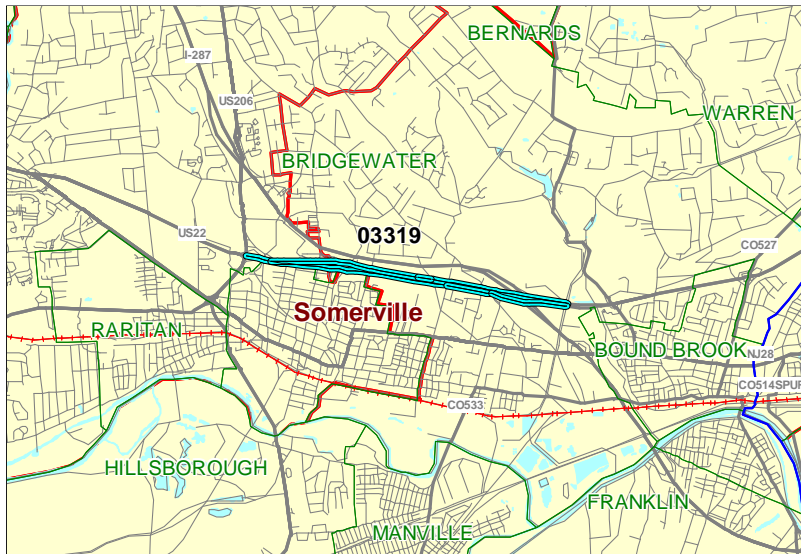 BERNARDS
I-287
US206
WARREN
BRIDGEWATER
US22
03319
CO527
Somerville
RARITAN
BOUND BROOK
NJ28
CO514SPUR
CO533
HILLSBOROUGH
FRANKLIN
MANVILLE